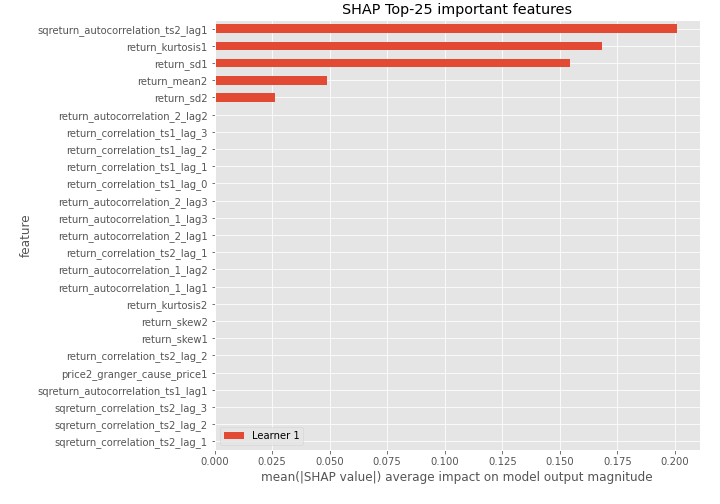 SHAP Top-25 important features
sqreturn_autocorrelation_ts2_lag1
return_kurtosis1
return_sd1
return_mean2
return_sd2
return_autocorrelation_2_lag2
return_correlation_ts1_lag_3
return_correlation_ts1_lag_2
return_correlation_ts1_lag_1
return_correlation_ts1_lag_0
return_autocorrelation_2_lag3
return_autocorrelation_1_lag3
return_autocorrelation_2_lag1
return_correlation_ts2_lag_1
return_autocorrelation_1_lag2
return_autocorrelation_1_lag1
return_kurtosis2
return_skew2
return_skew1
return_correlation_ts2_lag_2
price2_granger_cause_price1
sqreturn_autocorrelation_ts1_lag1
sqreturn_correlation_ts2_lag_3
sqreturn_correlation_ts2_lag_2
sqreturn_correlation_ts2_lag_1
feature
Learner 1
0.000 0.025 0.050 0.075 0.100 0.125 0.150 0.175 0.200
mean(|SHAP value|) average impact on model output magnitude